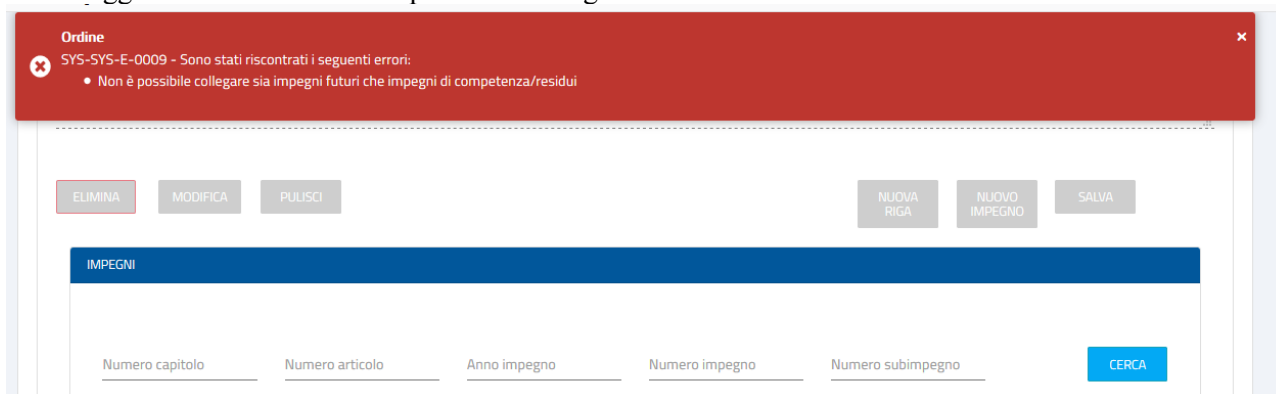 Ordine
SYS-SYS-E-0009 - Sono stati riscontrati i seguenti errori:
Non è possibile collegare sia impegni futuri che impegni di competenza/residui
ELIMINA MODIFICA PULISCI NUOVA RIGA NUOVO IMPEGNO SALVA
IMPEGNI
Numero capitolo Numero articolo Anno impegno Numero impegno Numero subimpegno CERCA